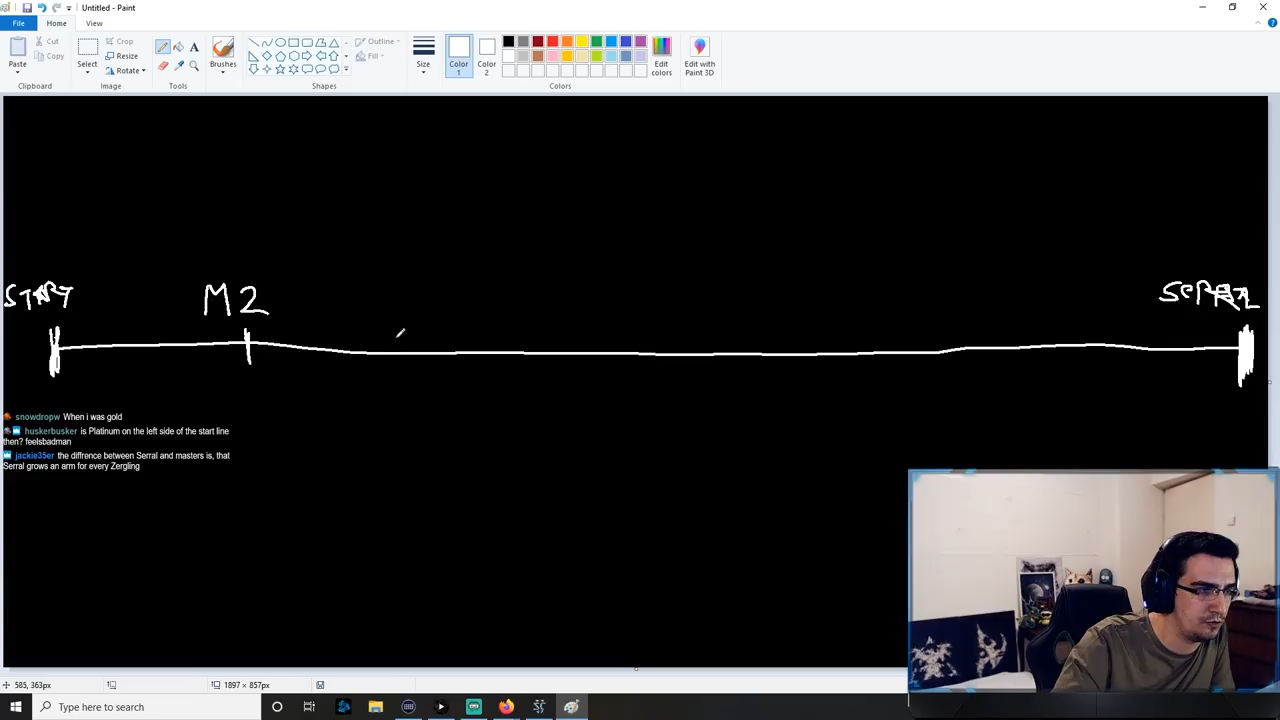 Untitled - Paint
File Home View
Paste
Cut
Copy
Clipboard
Select
Crop
Resize
Rotate
Image
Tools
Brushes
Outline
Fill
Shapes
Size
Color 1
Color 2
Edit colors
Edit with Paint 3D
Colors
START
M2
SERRAL
snowdropw When i was gold
huskerbusker is Platinum on the left side of the start line
then? feelsbadman
jackie35er the diffrence between Serral and masters is, that
Serral grows an arm for every Zergling
585, 363px
1897 × 857px
Type here to search